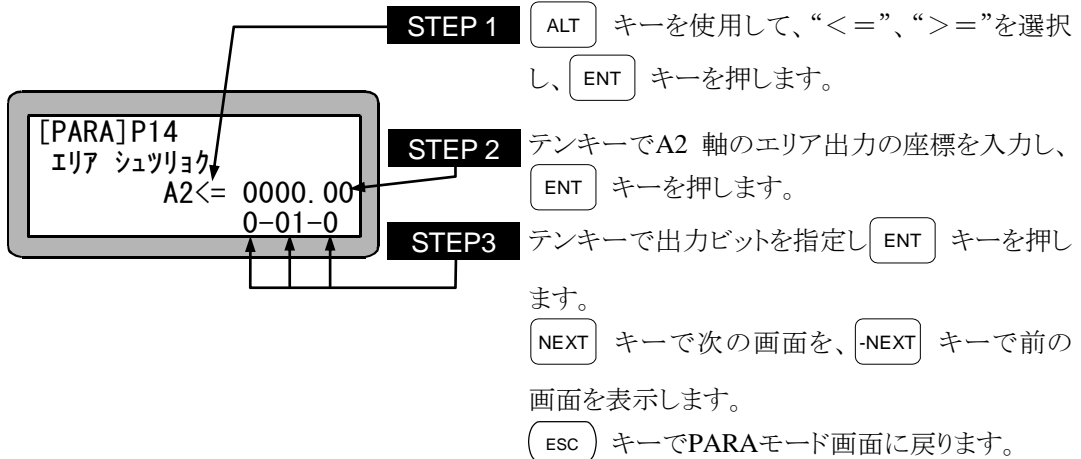 STEP 1 ALT キーを使用して、“＜＝”、“＞＝”を選択
し、 ENT キーを押します。
[PARA]P14
ｴﾘｱ ｼｭﾂﾘｮｸ
A2<= 0000.00
0-01-0
STEP 2 テンキーでA2 軸のエリア出力の座標を入力し、
ENT キーを押します。
STEP3 テンキーで出力ビットを指定し ENT キーを押し
ます。
NEXT キーで次の画面を、 -NEXT キーで前の
画面を表示します。
ESC キーでPARAモード画面に戻ります。